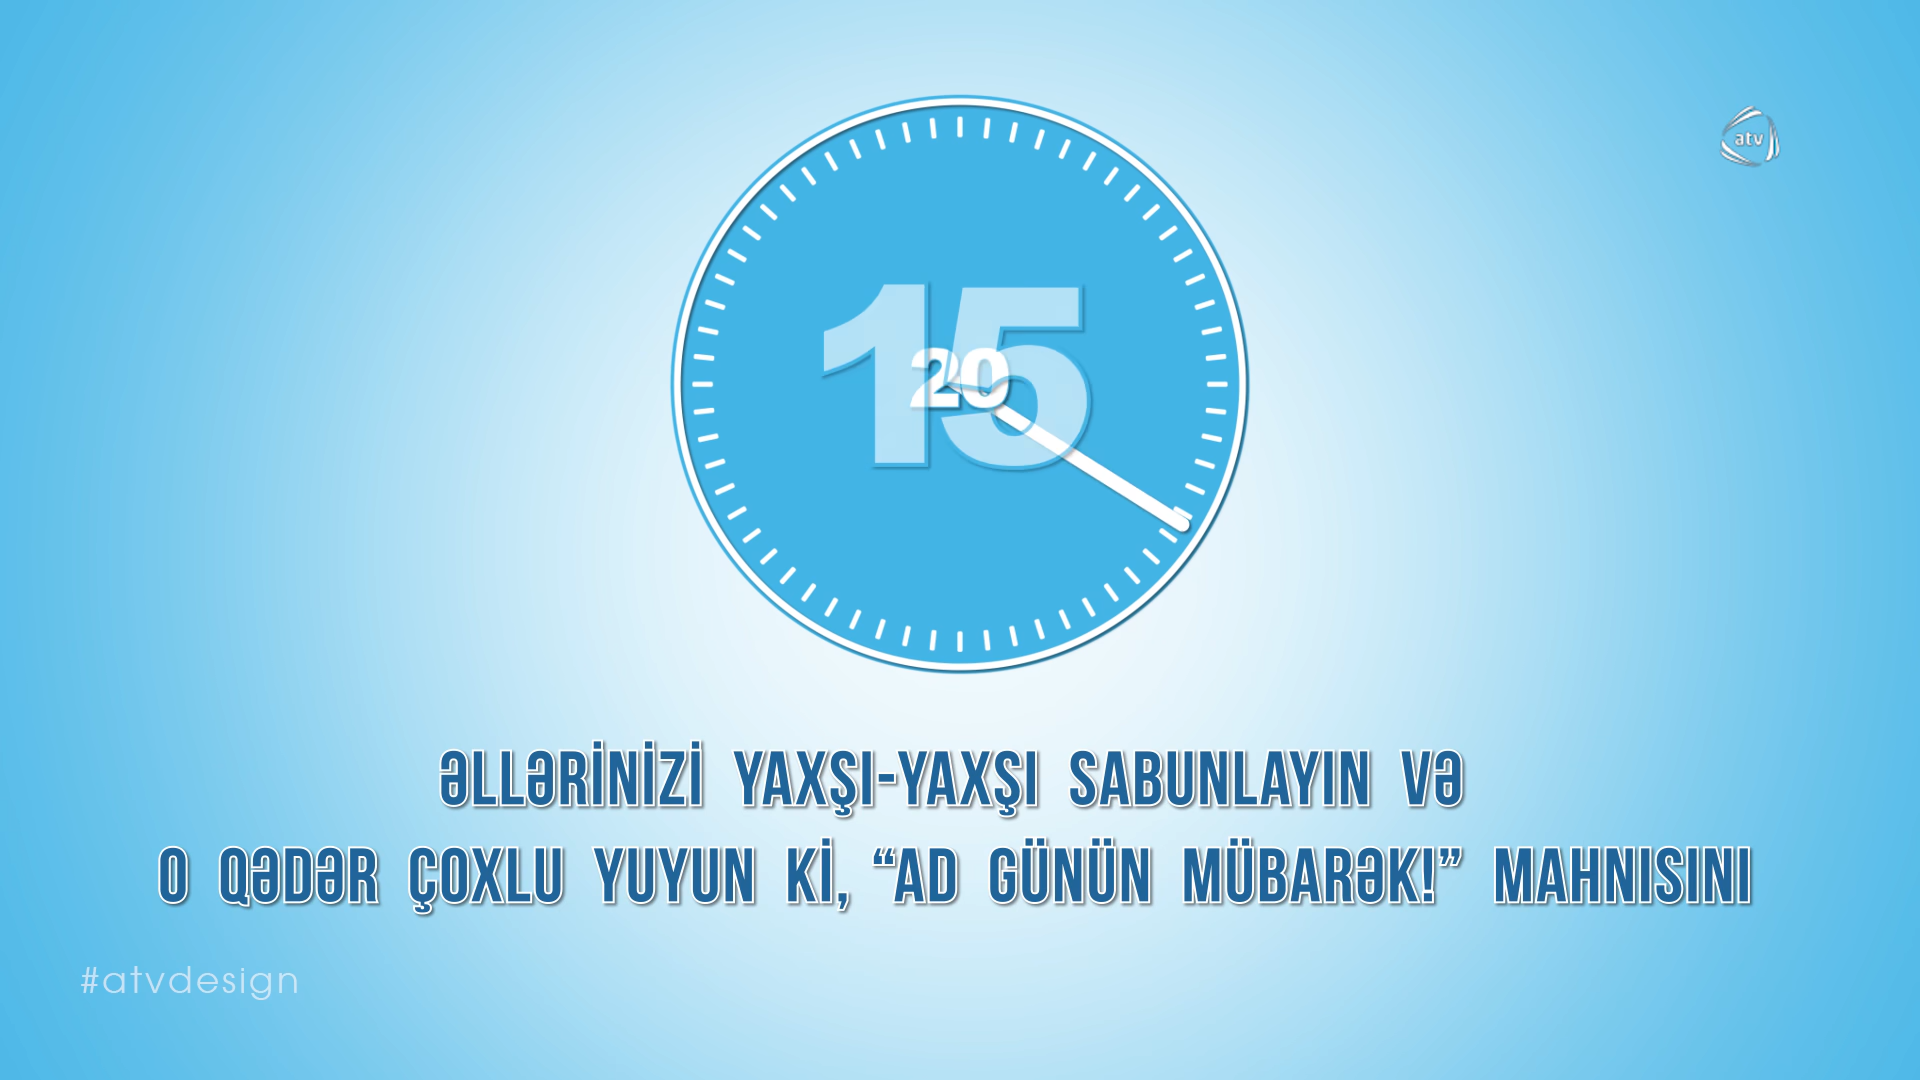 atv
15
20
ƏLLƏRİNİZİ YAXŞI-YAXŞI SABUNLAYIN VƏ
O QƏDƏR ÇOXLU YUYUN Kİ, “AD GÜNÜN MÜBARƏK!” MAHNISINI
#atvdesign